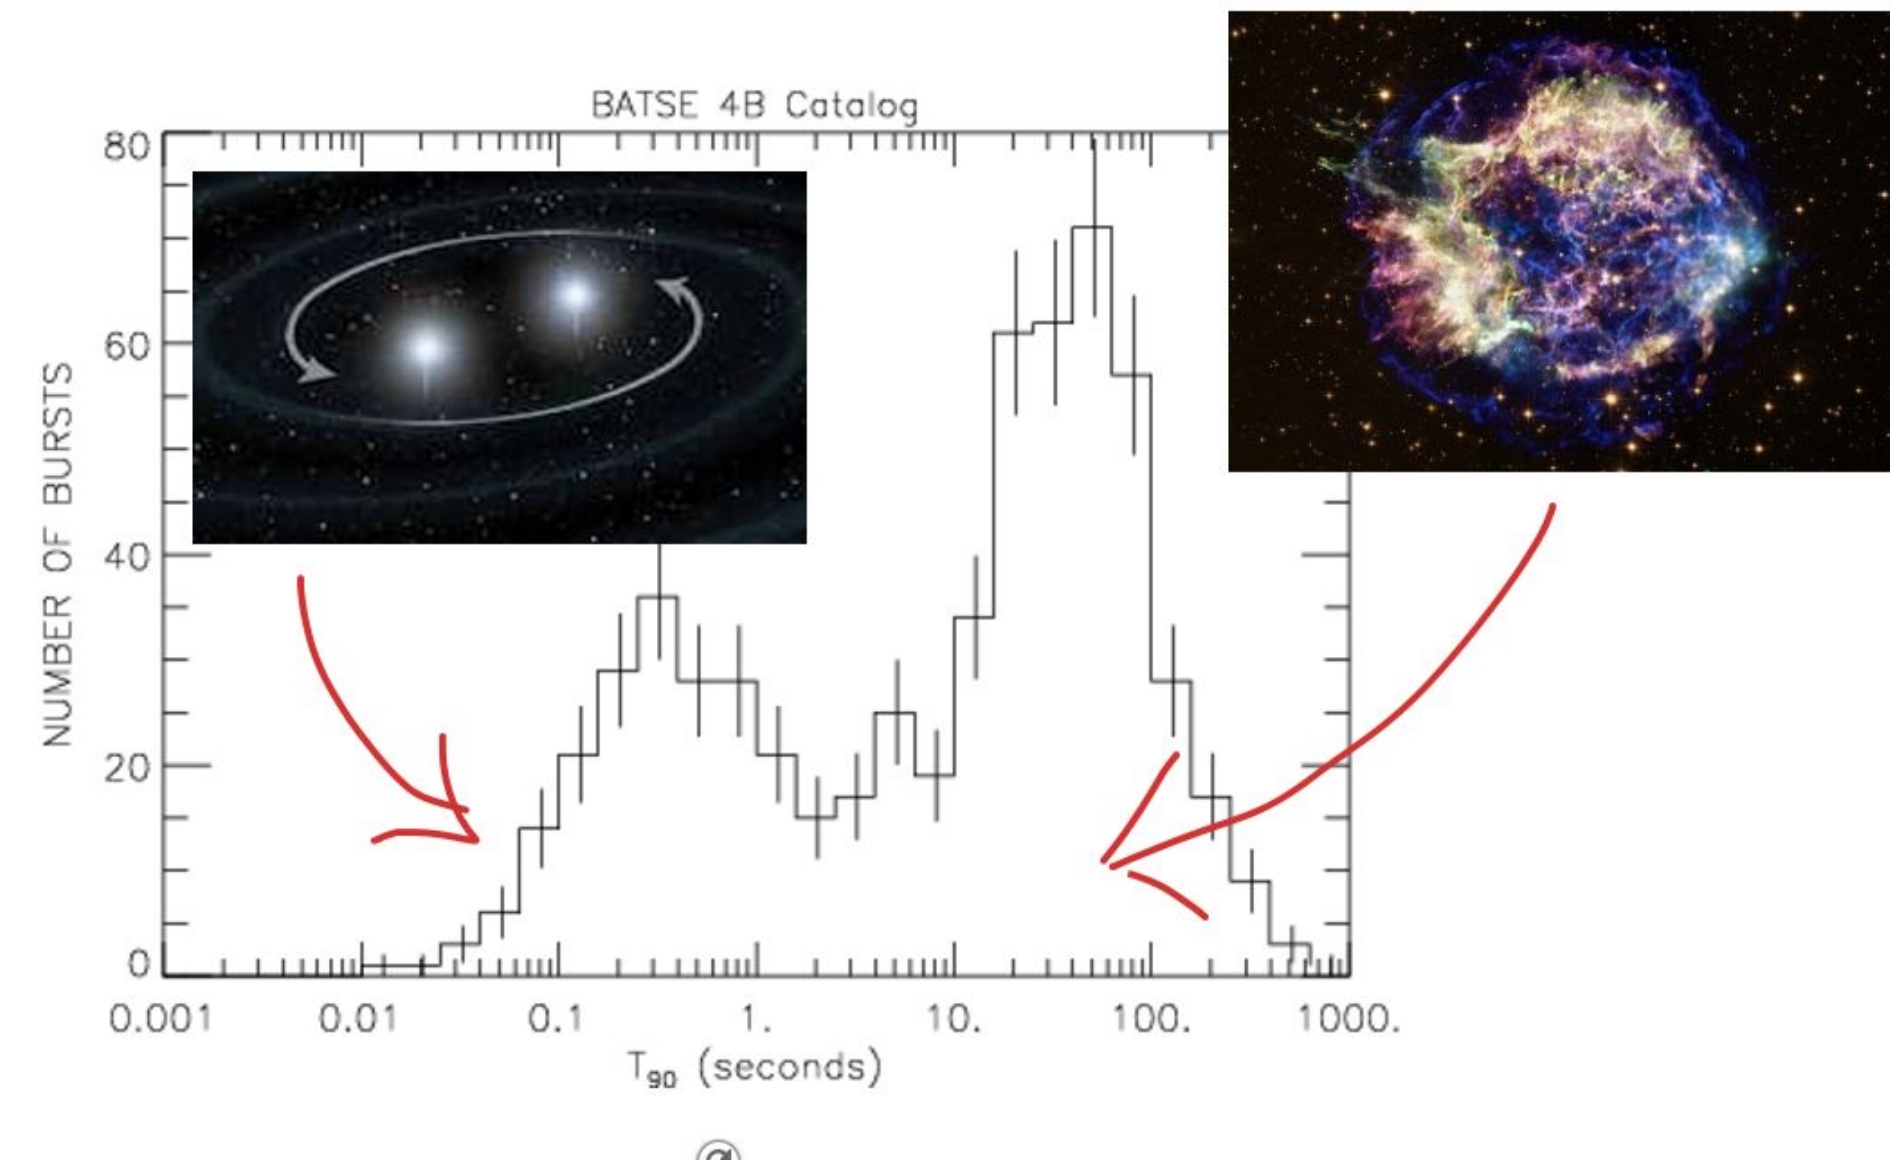 BATSE 4B Catalog
NUMBER OF BURSTS
80
60
40
20
0
0.001 0.01 0.1 1. 10. 100. 1000.
T₉₀ (seconds)